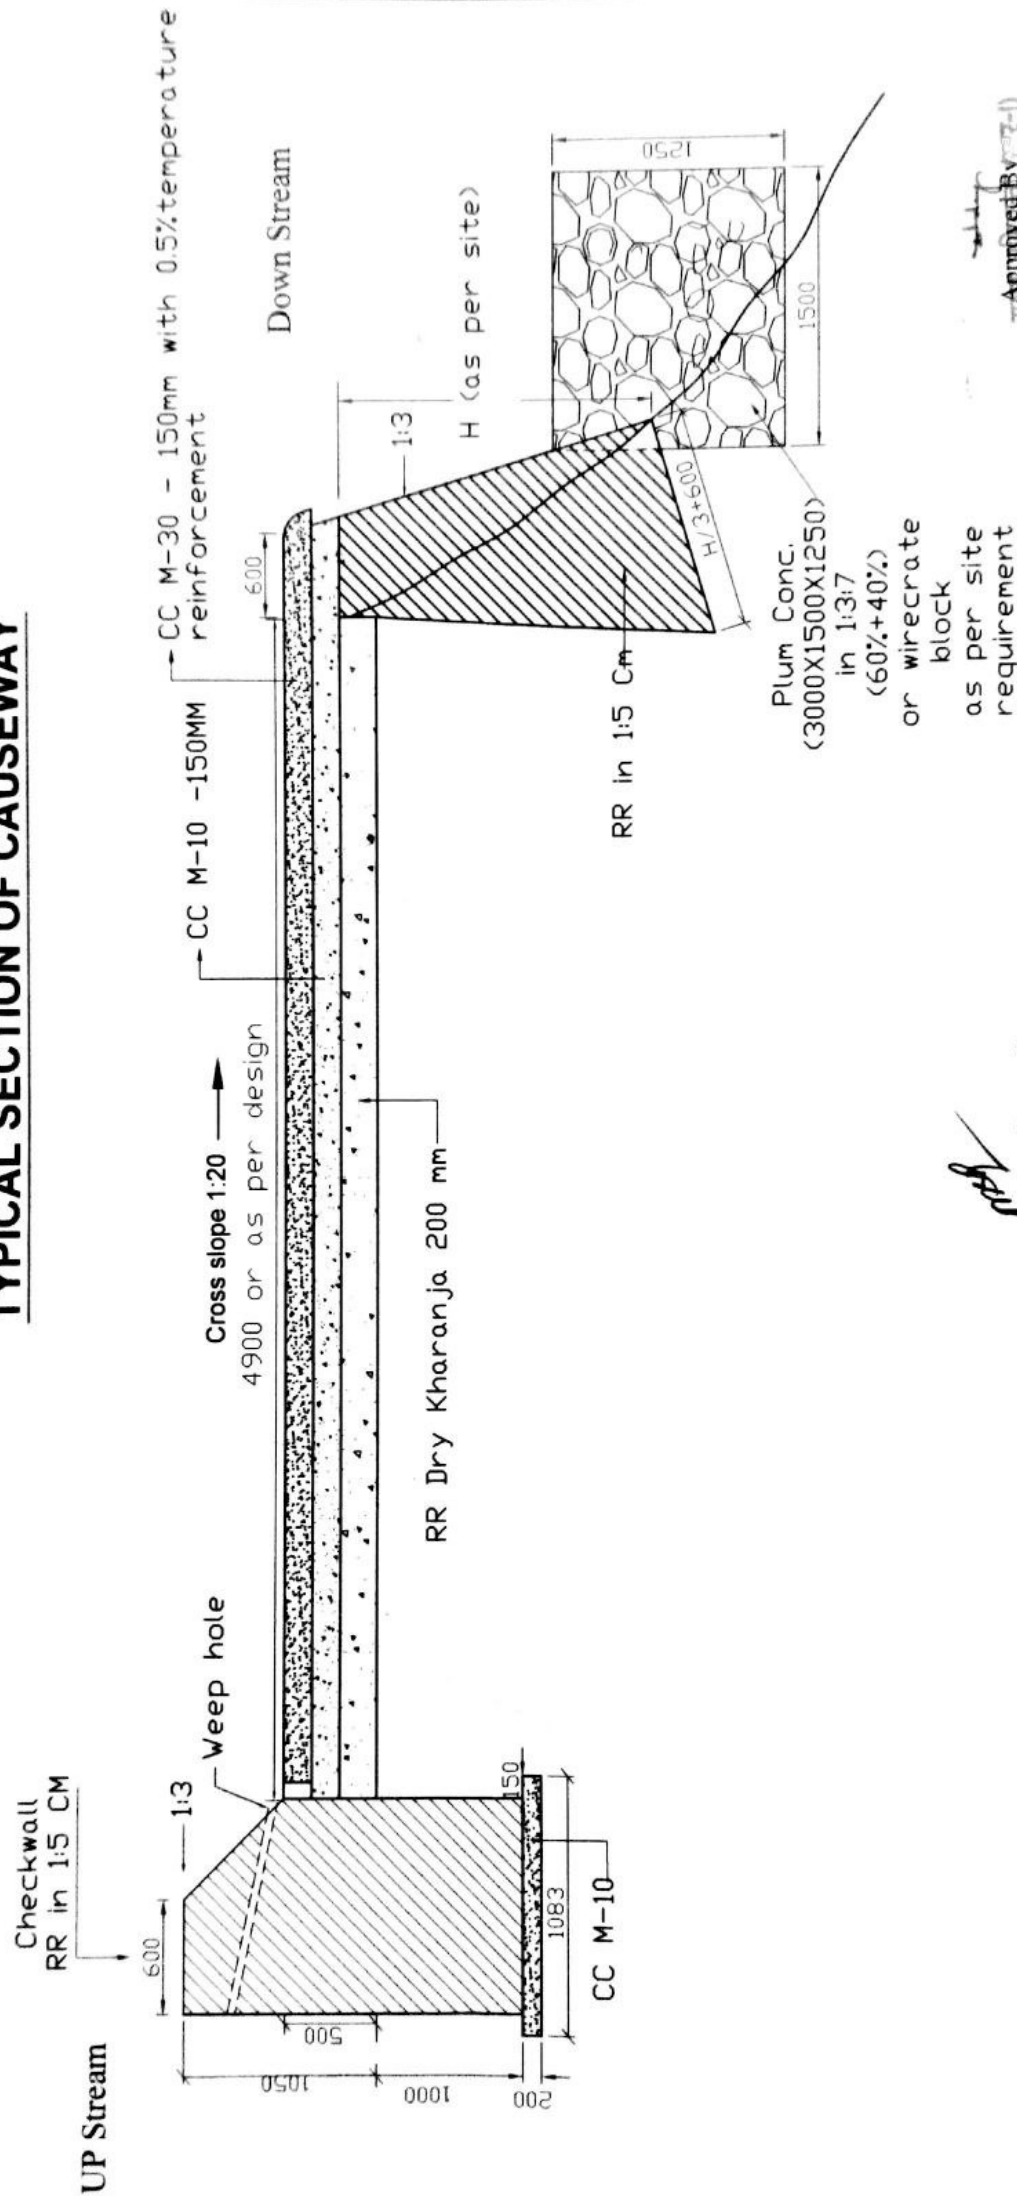 TYPICAL SECTION OF CAUSEWAY
UP Stream
Checkwall
RR in 1:5 CM
600
1:3
Weep hole
Cross slope 1:20
4900 or as per design
CC M-10 -150MM
CC M-30 - 150mm with 0.5%temperature
reinforcement
600
Down Stream
1:3
H (as per site)
1250
1500
500
1050
1000
200
150
1083
CC M-10
RR Dry Kharanja 200 mm
RR in 1:5 Cm
H/3+600
Plum Conc.
(3000X1500X1250)
in 1:3:7
(60%+40%)
or wirecrate
block
as per site
requirement
Approved By